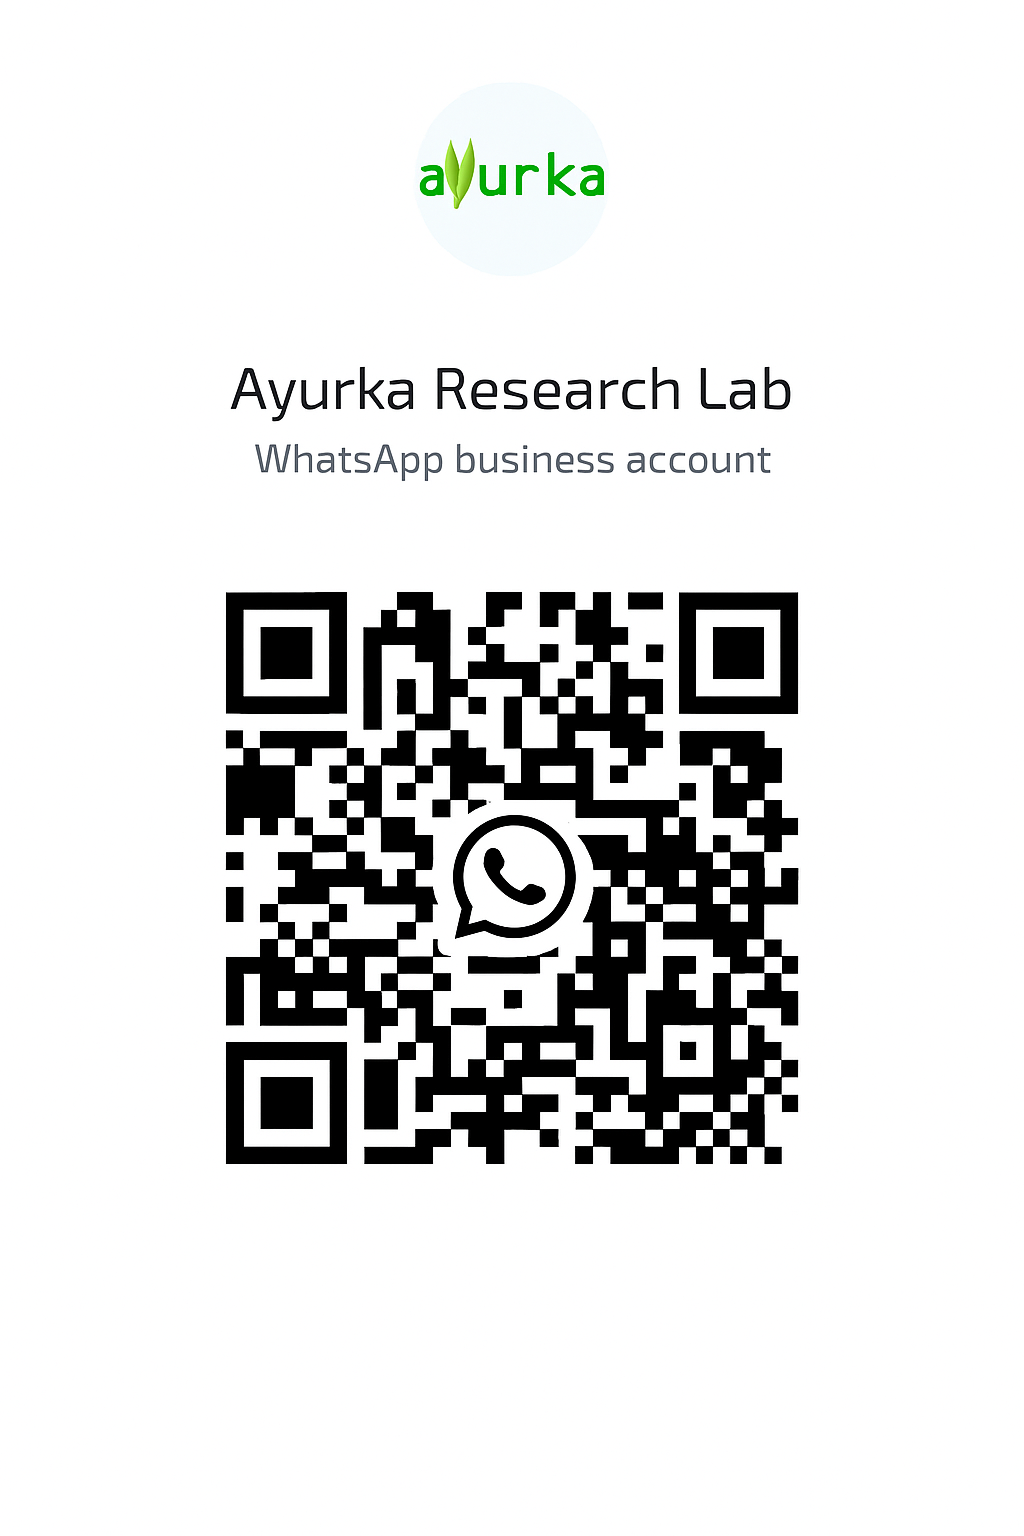 ayurka
Ayurka Research Lab
WhatsApp business account